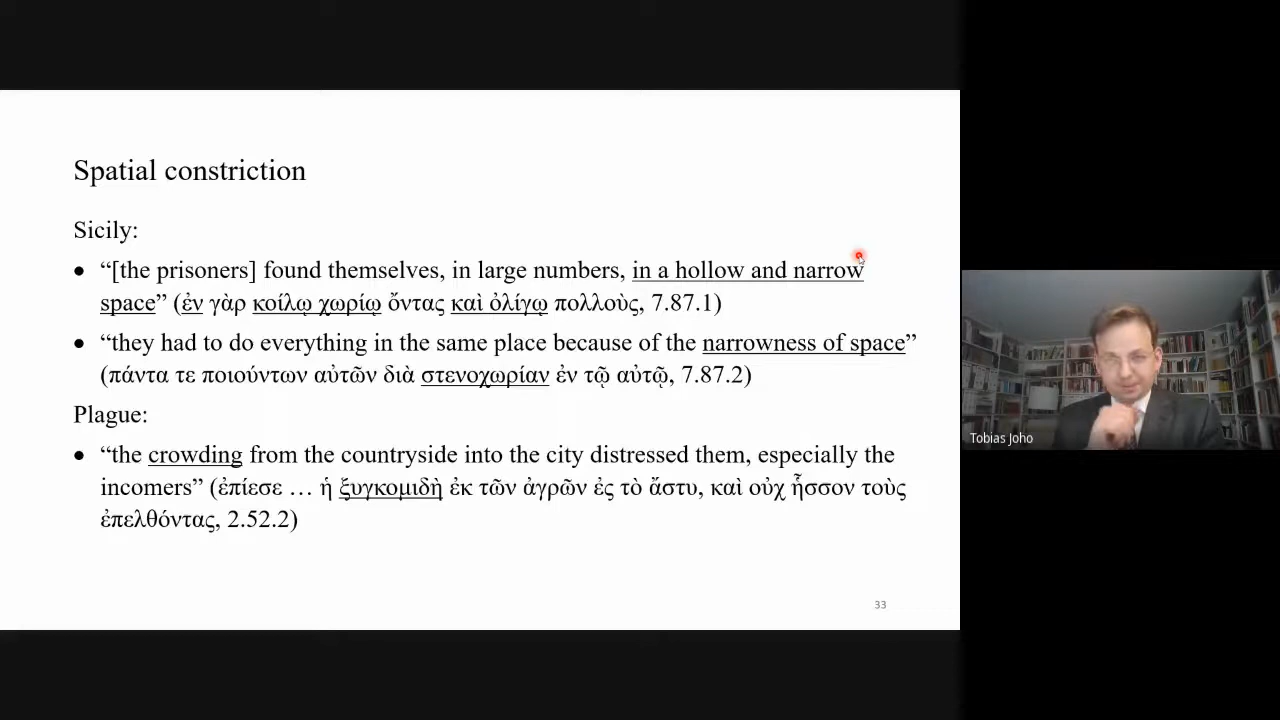 Spatial constriction
Sicily:
• “[the prisoners] found themselves, in large numbers, in a hollow and narrow
space” (ἐν γὰρ κοίλῳ χωρίῳ ὄντας καὶ ὀλίγῳ πολλοὺς, 7.87.1)
• “they had to do everything in the same place because of the narrowness of space”
(πάντα τε ποιούντων αὐτῶν διὰ στενοχωρίαν ἐν τῷ αὐτῷ, 7.87.2)
Plague:
• “the crowding from the countryside into the city distressed them, especially the
incomers” (ἐπίεσε … ἡ ξυγκομιδὴ ἐκ τῶν ἀγρῶν ἐς τὸ ἄστυ, καὶ οὐχ ἧσσον τοὺς
ἐπελθόντας, 2.52.2)
33
Tobias Joho